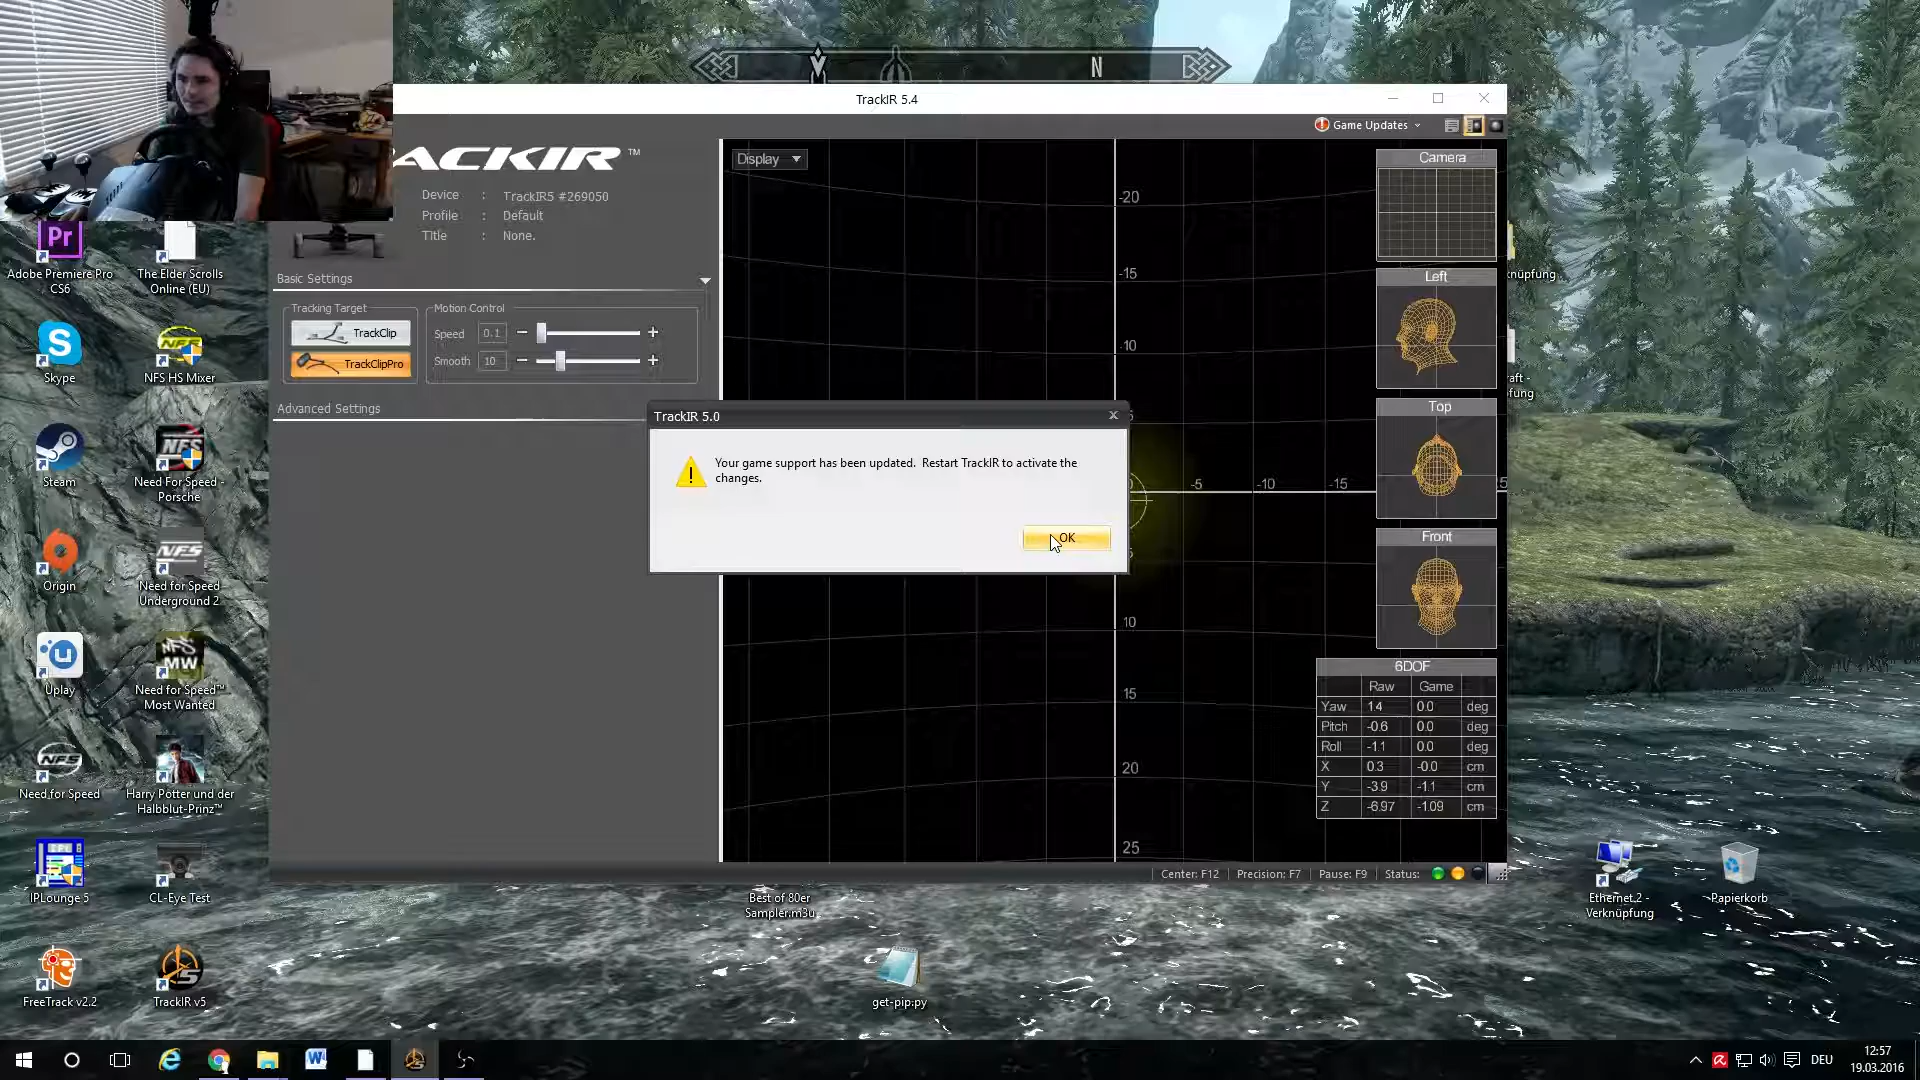 N
TrackIR 5.4
Game Updates
ACKIR ™
Device : TrackIR5 #269050
Profile : Default
Title : None.
Basic Settings
Tracking Target
TrackClip
TrackClipPro
Motion Control
Speed 0.1 − +
Smooth 10 − +
Advanced Settings
Display
-20
-15
-10
-5 -10 -15
10
15
20
25
Camera
Left
Top
Front
6DOF
Raw Game
Yaw 1.4 0.0 deg
Pitch -0.6 0.0 deg
Roll -1.1 0.0 deg
X 0.3 -0.0 cm
Y -3.9 -1.1 cm
Z -6.97 -1.09 cm
Center: F12 Precision: F7 Pause: F9 Status:
TrackIR 5.0
Your game support has been updated. Restart TrackIR to activate the
changes.
OK
Pr
Adobe Premiere Pro
CS6
The Elder Scrolls
Online (EU)
Skype
NFS HS Mixer
Steam
Need For Speed -
Porsche
Origin
Need for Speed
Underground 2
Uplay
Need for Speed™
Most Wanted
Need for Speed
Harry Potter und der
Halbblut-Prinz™
IPLounge 5
CL-Eye Test
FreeTrack v2.2
TrackIR v5
Best of 80er
Sampler.m3u
get-pip.py
Ethernet 2 -
Verknüpfung
Papierkorb
DEU
12:57
19.03.2016